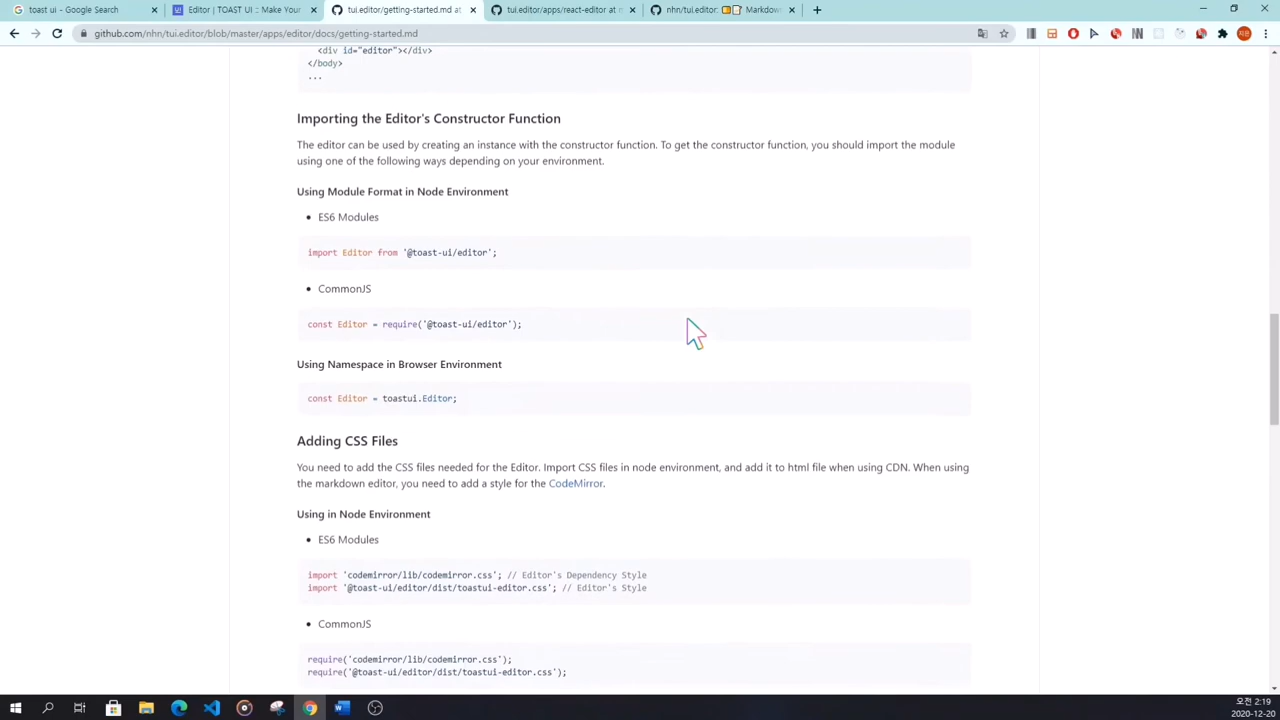 toast ui - Google Search
Editor | TOAST UI :: Make Your
tui.editor/getting-started.md at
tui.editor/apps/react-editor at m
nhn/tui.editor: Markdow
github.com/nhn/tui.editor/blob/master/apps/editor/docs/getting-started.md
<div id="editor"></div>
</body>
...
Importing the Editor's Constructor Function
The editor can be used by creating an instance with the constructor function. To get the constructor function, you should import the module
using one of the following ways depending on your environment.
Using Module Format in Node Environment
• ES6 Modules
import Editor from '@toast-ui/editor';
• CommonJS
const Editor = require('@toast-ui/editor');
Using Namespace in Browser Environment
const Editor = toastui.Editor;
Adding CSS Files
You need to add the CSS files needed for the Editor. Import CSS files in node environment, and add it to html file when using CDN. When using
the markdown editor, you need to add a style for the CodeMirror.
Using in Node Environment
• ES6 Modules
import 'codemirror/lib/codemirror.css'; // Editor's Dependency Style
import '@toast-ui/editor/dist/toastui-editor.css'; // Editor's Style
• CommonJS
require('codemirror/lib/codemirror.css');
require('@toast-ui/editor/dist/toastui-editor.css');
오전 2:19
2020-12-20